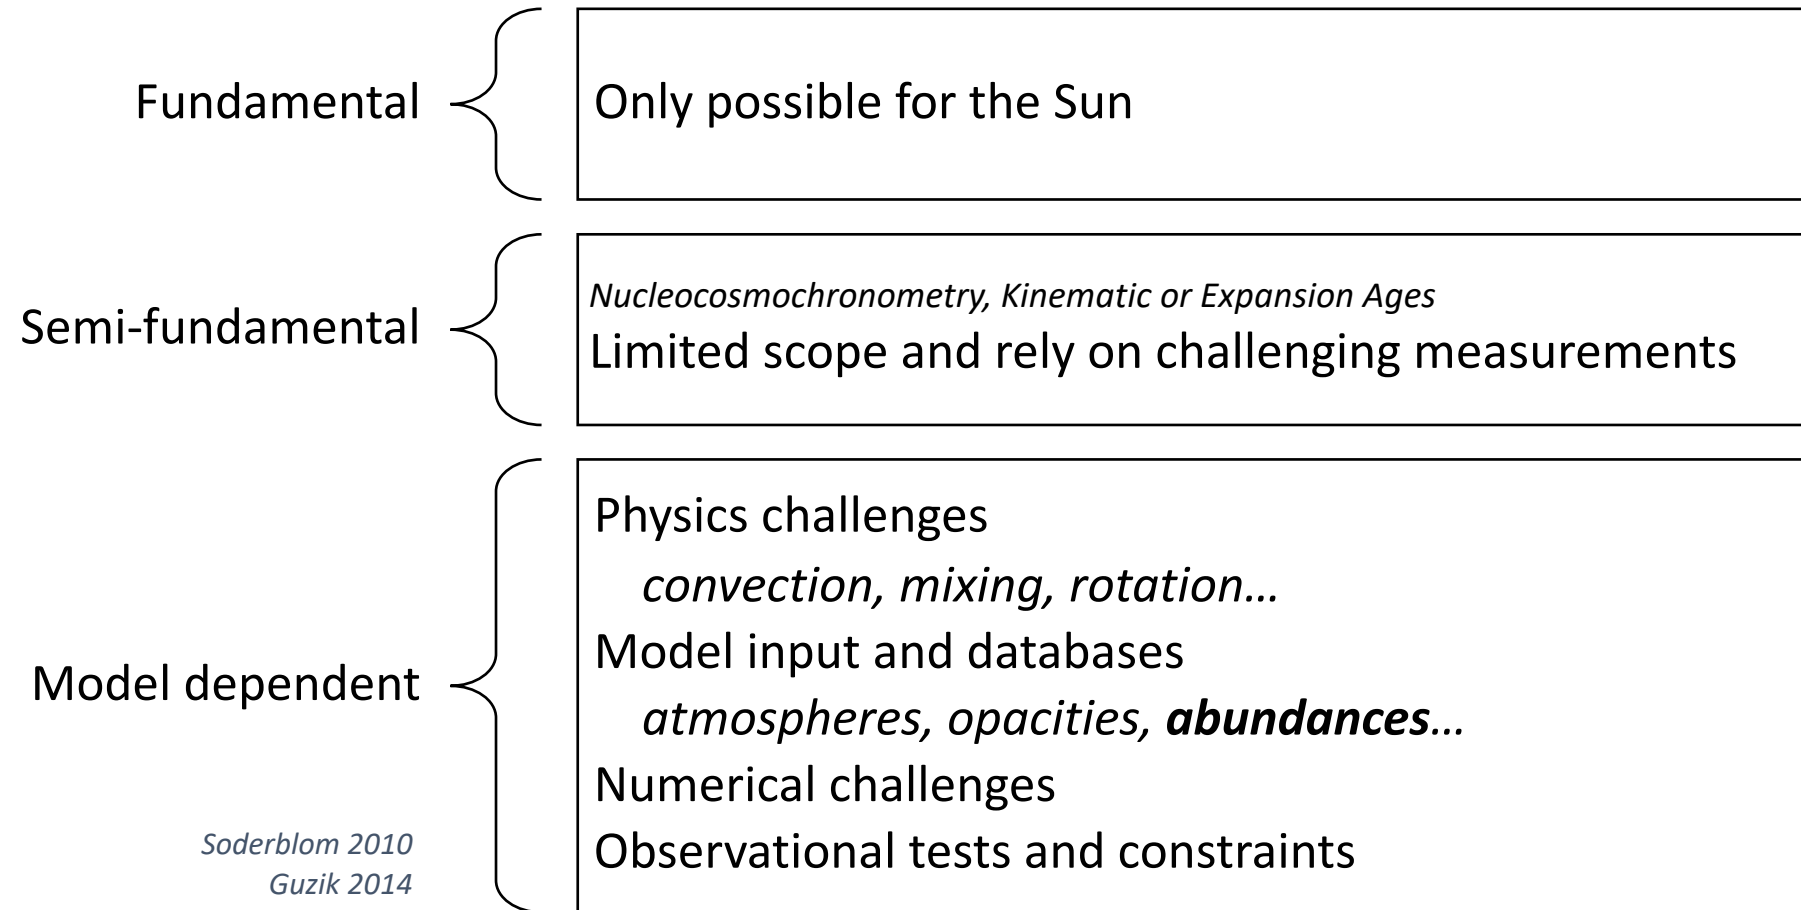 Fundamental
Only possible for the Sun
Semi-fundamental
Nucleocosmochronometry, Kinematic or Expansion Ages
Limited scope and rely on challenging measurements
Model dependent
Physics challenges
convection, mixing, rotation…
Model input and databases
atmospheres, opacities, abundances…
Numerical challenges
Observational tests and constraints
Soderblom 2010
Guzik 2014